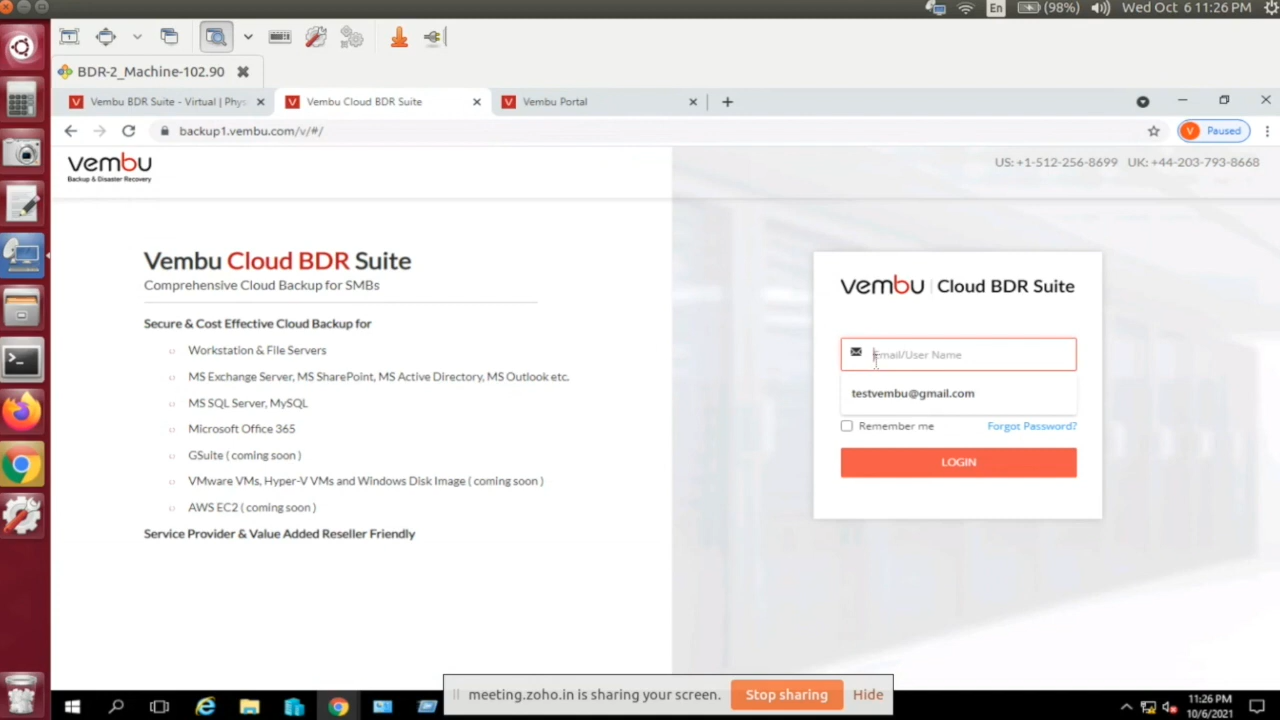 En (98%) Wed Oct 6 11:26 PM
BDR-2_Machine-102.90
Vembu BDR Suite - Virtual | Phys
Vembu Cloud BDR Suite
Vembu Portal
backup1.vembu.com/v/#/
V Paused
vembu
Backup & Disaster Recovery
US: +1-512-256-8699 UK: +44-203-793-8668
Vembu Cloud BDR Suite
Comprehensive Cloud Backup for SMBs
Secure & Cost Effective Cloud Backup for
Workstation & File Servers
MS Exchange Server, MS SharePoint, MS Active Directory, MS Outlook etc.
MS SQL Server, MySQL
Microsoft Office 365
GSuite ( coming soon )
VMware VMs, Hyper-V VMs and Windows Disk Image ( coming soon )
AWS EC2 ( coming soon )
Service Provider & Value Added Reseller Friendly
vembu | Cloud BDR Suite
Email/User Name
testvembu@gmail.com
Remember me Forgot Password?
LOGIN
meeting.zoho.in is sharing your screen. Stop sharing Hide
11:26 PM
10/6/2021